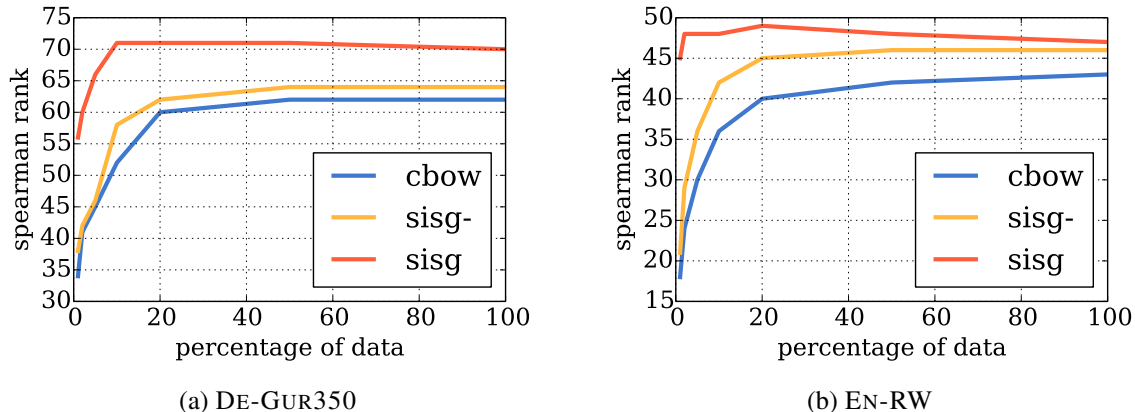 75
70
65
60
55
50
45
40
35
30
spearman rank
0 20 40 60 80 100
percentage of data
cbow
sisg-
sisg
(a) DE-GUR350
50
45
40
35
30
25
20
15
spearman rank
0 20 40 60 80 100
percentage of data
cbow
sisg-
sisg
(b) EN-RW